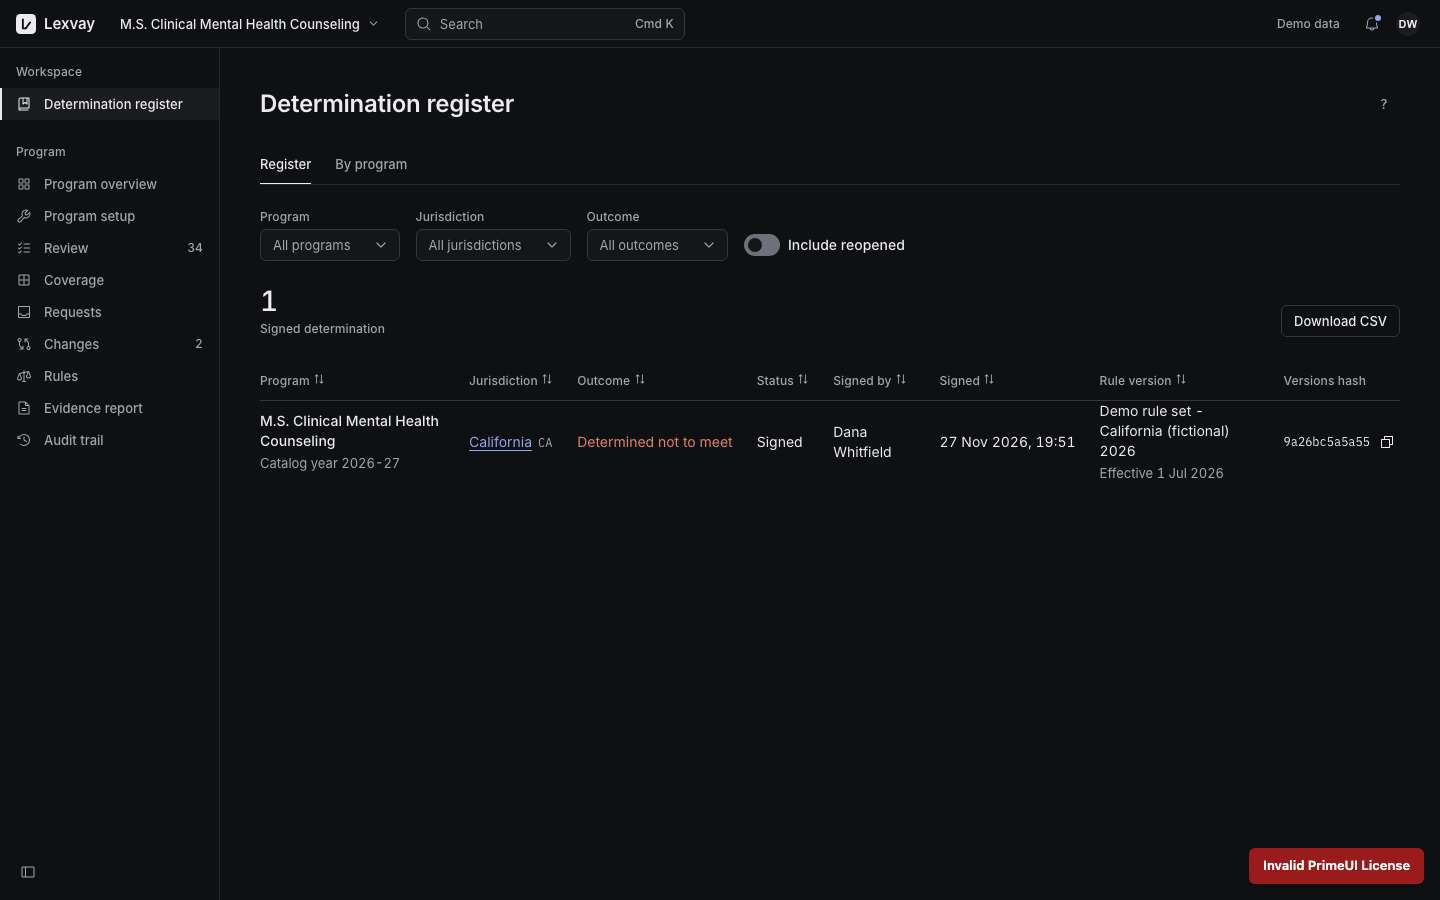 Lexvay
M.S. Clinical Mental Health Counseling
Search
Cmd K
Demo data
DW
Workspace
Determination register
Program
Program overview
Program setup
Review 34
Coverage
Requests
Changes 2
Rules
Evidence report
Audit trail
Determination register
?
Register
By program
Program
All programs
Jurisdiction
All jurisdictions
Outcome
All outcomes
Include reopened
1
Signed determination
Download CSV
Program Jurisdiction Outcome Status Signed by Signed Rule version Versions hash
M.S. Clinical Mental Health
Counseling
Catalog year 2026-27
California CA
Determined not to meet
Signed
Dana
Whitfield
27 Nov 2026, 19:51
Demo rule set -
California (fictional)
2026
Effective 1 Jul 2026
9a26bc5a5a55
Invalid PrimeUI License